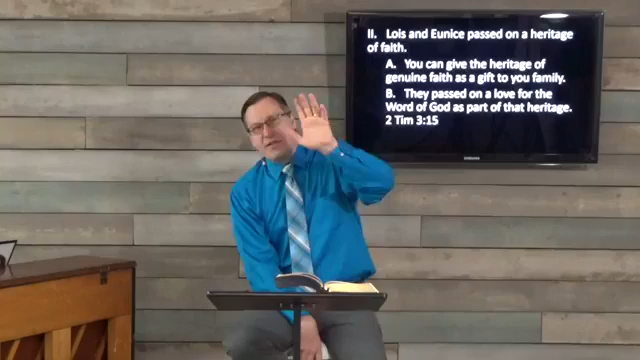 II. Lois and Eunice passed on a heritage
of faith.
A. You can give the heritage of
genuine faith as a gift to you family.
B. They passed on a love for the
Word of God as part of that heritage.
2 Tim 3:15
SAMSUNG